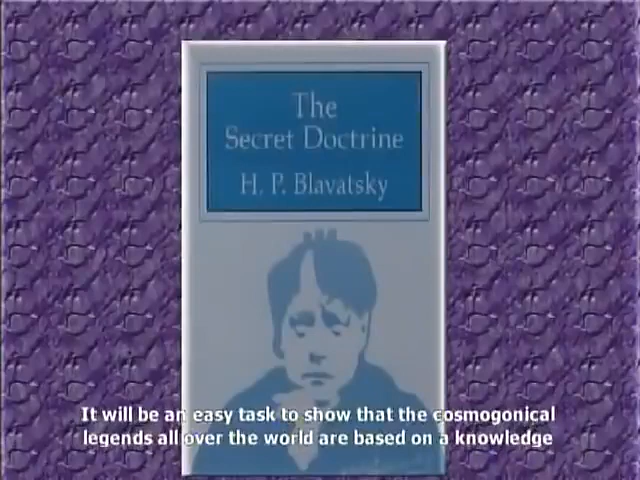 The
Secret Doctrine
H. P. Blavatsky
It will be an easy task to show that the cosmogonical
legends all over the world are based on a knowledge